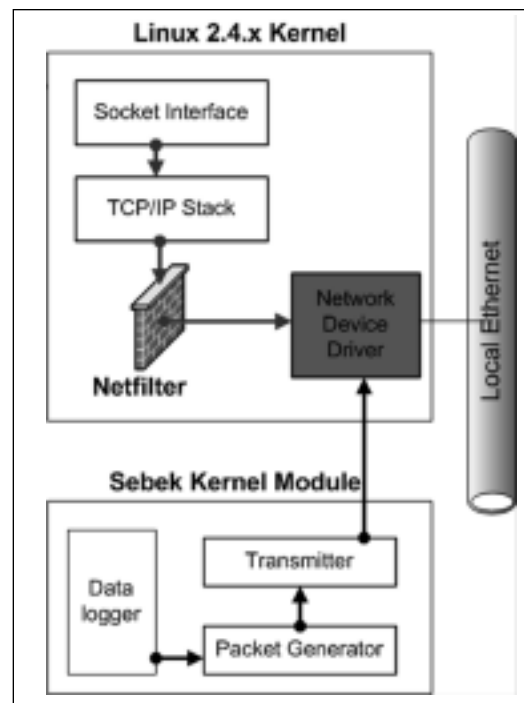 Linux 2.4.x Kernel
Socket Interface
TCP/IP Stack
Netfilter
Network
Device
Driver
Local Ethernet
Sebek Kernel Module
Data
logger
Transmitter
Packet Generator